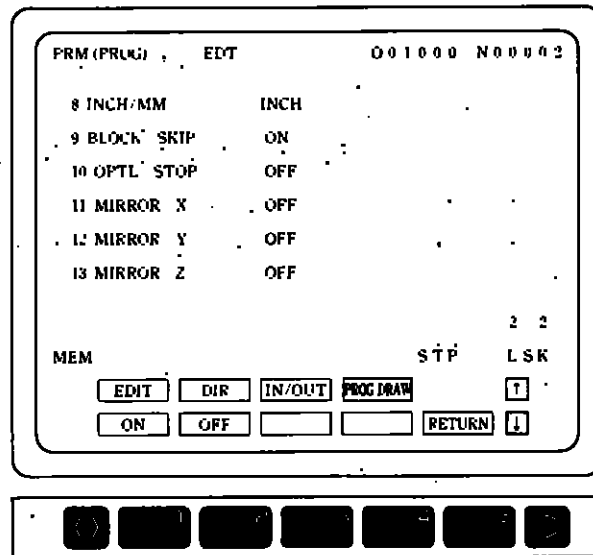 PRM (PROG) EDT O01000 N00002
8 INCH/MM INCH
9 BLOCK SKIP ON
10 OPTL STOP OFF
11 MIRROR X OFF
12 MIRROR Y OFF
13 MIRROR Z OFF
2 2
MEM STP LSK
EDIT DIR IN/OUT PROG DRAW ↑
ON OFF RETURN ↓